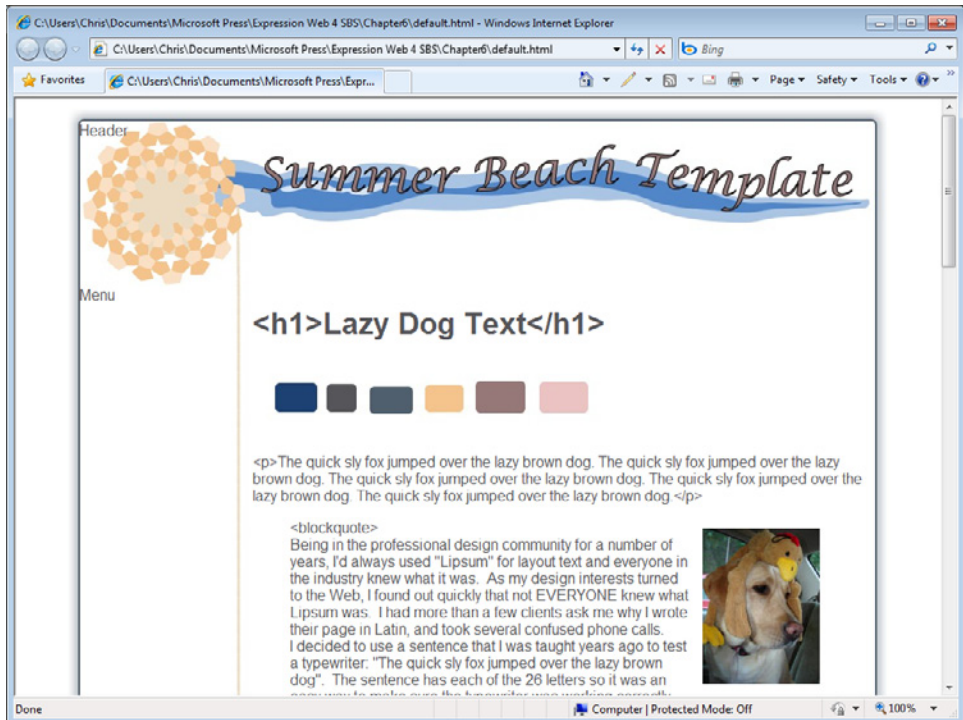 C:\Users\Chris\Documents\Microsoft Press\Expression Web 4 SBS\Chapter6\default.html - Windows Internet Explorer
C:\Users\Chris\Documents\Microsoft Press\Expression Web 4 SBS\Chapter6\default.html
Bing
Favorites
C:\Users\Chris\Documents\Microsoft Press\Expr...
Page
Safety
Tools
Header
Summer Beach Template
Menu
<h1>Lazy Dog Text</h1>
<p>The quick sly fox jumped over the lazy brown dog. The quick sly fox jumped over the lazy
brown dog. The quick sly fox jumped over the lazy brown dog. The quick sly fox jumped over the
lazy brown dog. The quick sly fox jumped over the lazy brown dog.</p>
<blockquote>
Being in the professional design community for a number of
years, I'd always used "Lipsum" for layout text and everyone in
the industry knew what it was. As my design interests turned
to the Web, I found out quickly that not EVERYONE knew what
Lipsum was. I had more than a few clients ask me why I wrote
their page in Latin, and took several confused phone calls.
I decided to use a sentence that I was taught years ago to test
a typewriter: "The quick sly fox jumped over the lazy brown
dog". The sentence has each of the 26 letters so it was an
easy way to make sure the typewriter was working correctly
Done
Computer | Protected Mode: Off
100%